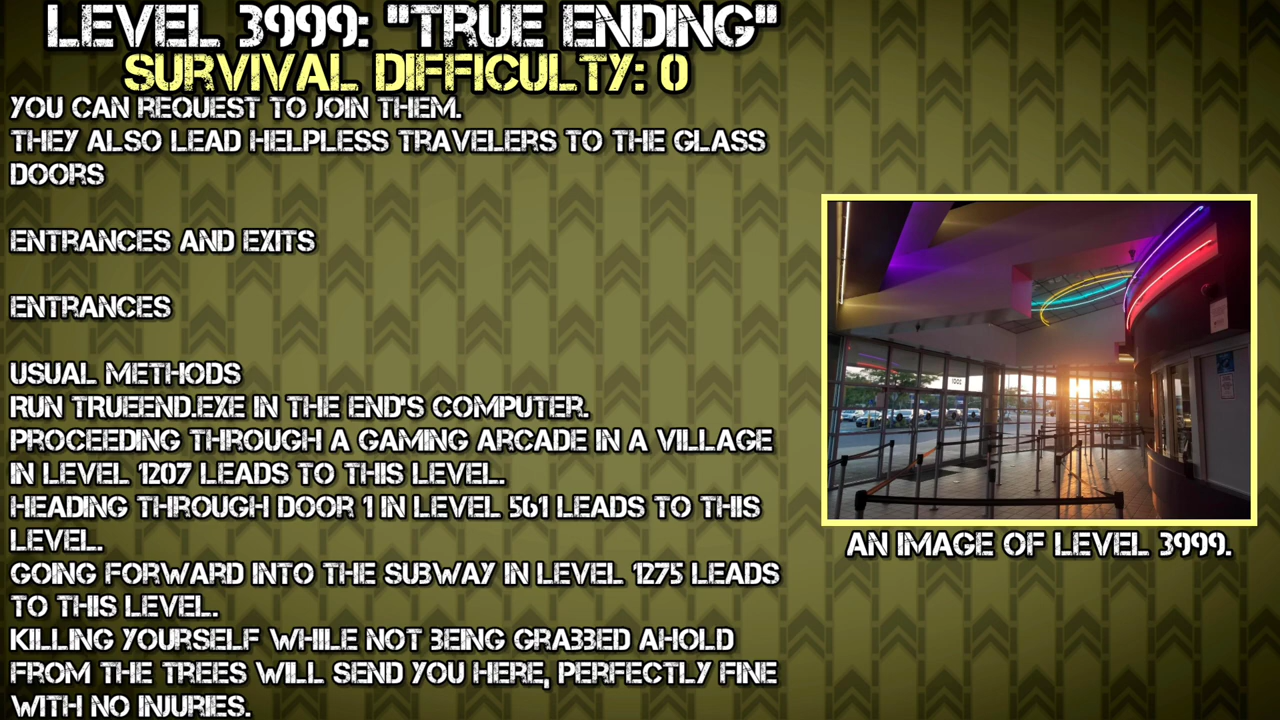 LEVEL 3999: "TRUE ENDING"
SURVIVAL DIFFICULTY: 0
YOU CAN REQUEST TO JOIN THEM.
THEY ALSO LEAD HELPLESS TRAVELERS TO THE GLASS
DOORS
ENTRANCES AND EXITS
ENTRANCES
USUAL METHODS
RUN TRUEEND.EXE IN THE END'S COMPUTER.
PROCEEDING THROUGH A GAMING ARCADE IN A VILLAGE
IN LEVEL 1207 LEADS TO THIS LEVEL.
HEADING THROUGH DOOR 1 IN LEVEL 561 LEADS TO THIS
LEVEL.
GOING FORWARD INTO THE SUBWAY IN LEVEL 1275 LEADS
TO THIS LEVEL.
KILLING YOURSELF WHILE NOT BEING GRABBED AHOLD
FROM THE TREES WILL SEND YOU HERE, PERFECTLY FINE
WITH NO INJURIES.
AN IMAGE OF LEVEL 3999.